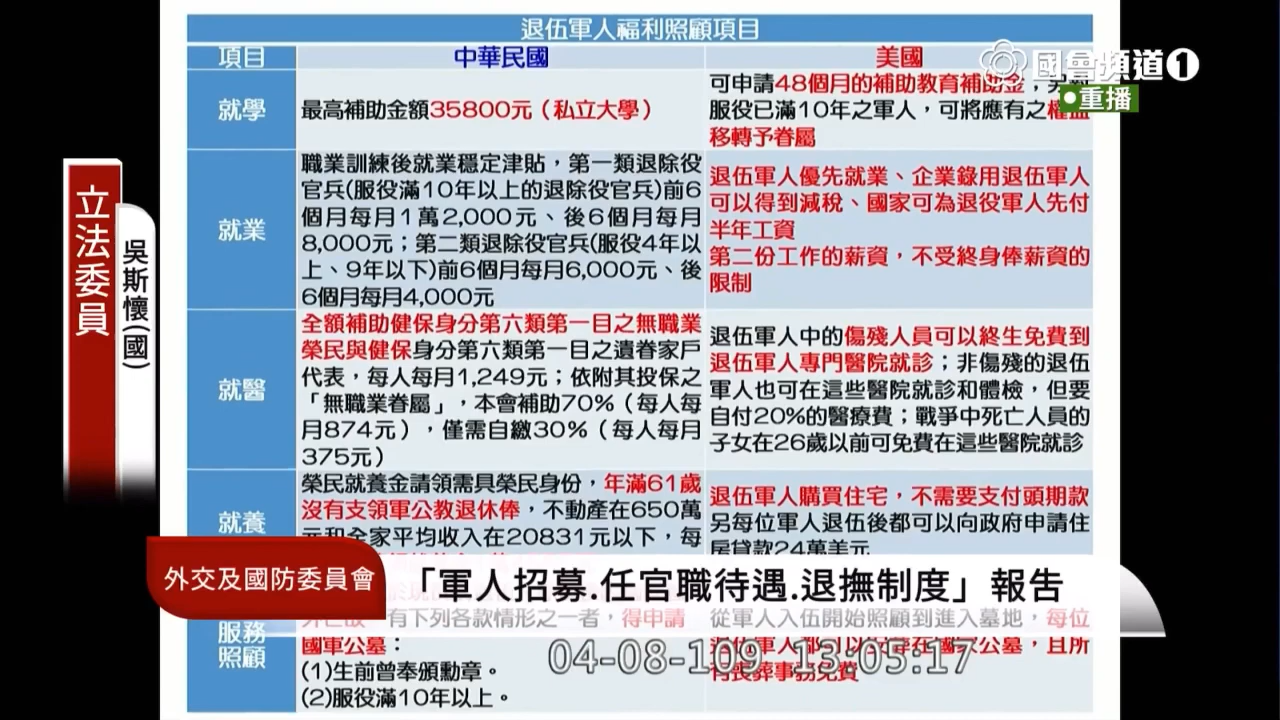 退伍軍人福利照顧項目
項目
中華民國
美國
國會頻道1
重播
就學
最高補助金額35800元（私立大學）
可申請48個月的補助教育補助金，另對
服役已滿10年之軍人，可將應有之權益
移轉予眷屬
就業
職業訓練後就業穩定津貼，第一類退除役
官兵(服役滿10年以上的退除役官兵)前6
個月每月1萬2,000元、後6個月每月
8,000元；第二類退除役官兵(服役4年以
上、9年以下)前6個月每月6,000元、後
6個月每月4,000元
退伍軍人優先就業、企業錄用退伍軍人
可以得到減稅、國家可為退役軍人先付
半年工資
第二份工作的薪資，不受終身俸薪資的
限制
就醫
全額補助健保身分第六類第一目之無職業
榮民與健保身分第六類第一目之遺眷家戶
代表，每人每月1,249元；依附其投保之
「無職業眷屬」，本會補助70%（每人每
月874元），僅需自繳30%（每人每月
375元）
退伍軍人中的傷殘人員可以終生免費到
退伍軍人專門醫院就診；非傷殘的退伍
軍人也可在這些醫院就診和體檢，但要
自付20%的醫療費；戰爭中死亡人員的
子女在26歲以前可免費在這些醫院就診
就養
榮民就養金請領需具榮民身份，年滿61歲
沒有支領軍公教退休俸，不動產在650萬
元和全家平均收入在20831元以下，每
退伍軍人購買住宅，不需要支付頭期款
另每位軍人退伍後都可以向政府申請住
房貸款24萬美元
服務
照顧
有下列各款情形之一者，得申請
國軍公墓：
(1)生前曾奉頒勳章。
(2)服役滿10年以上。
從軍人入伍開始照顧到進入墓地，每位
退伍軍人都可以安葬在國家公墓，且所
有喪葬事務免費
立法委員
吳斯懷(國)
外交及國防委員會
「軍人招募.任官職待遇.退撫制度」報告
04-08-109 13:05:17